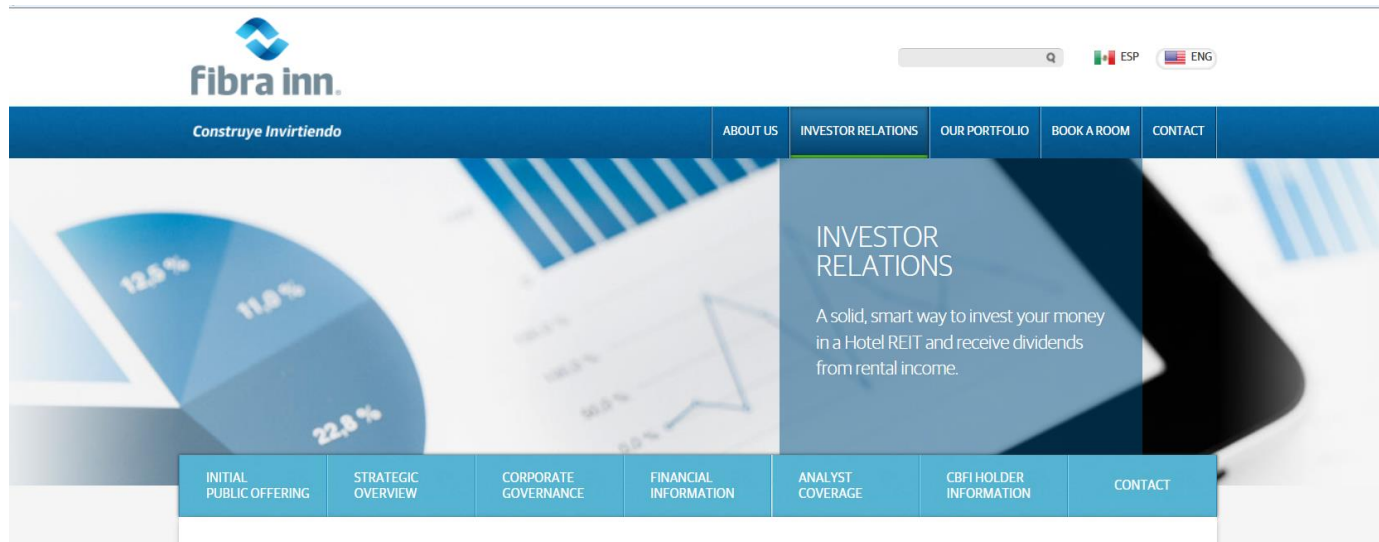 fibra inn.
ESP
ENG
Construye Invirtiendo
ABOUT US
INVESTOR RELATIONS
OUR PORTFOLIO
BOOK A ROOM
CONTACT
12,5 %
11,8 %
22,8 %
INVESTOR
RELATIONS
A solid, smart way to invest your money
in a Hotel REIT and receive dividends
from rental income.
INITIAL
PUBLIC OFFERING
STRATEGIC
OVERVIEW
CORPORATE
GOVERNANCE
FINANCIAL
INFORMATION
ANALYST
COVERAGE
CBFI HOLDER
INFORMATION
CONTACT